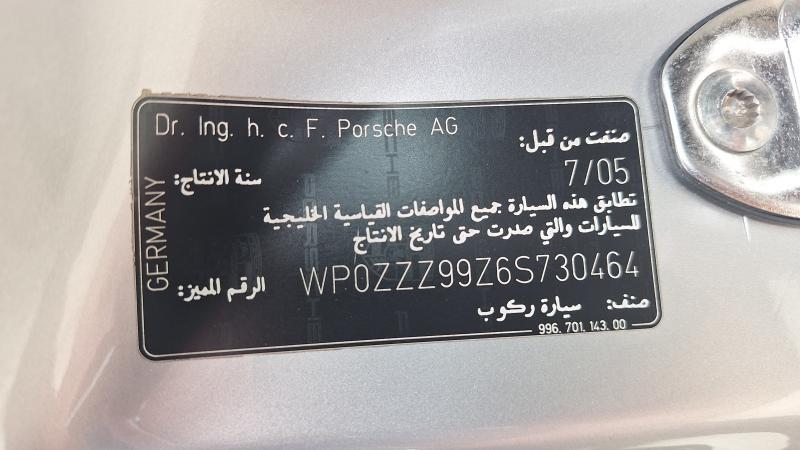 صنعت من قبل: Dr. Ing. h. c. F. Porsche AG
سنة الانتاج: 7/05
تطابق هذه السيارة جميع المواصفات القياسية الخليجية
للسيارات والتي صدرت حتى تاريخ الانتاج
الرقم المميز: WP0ZZZ99Z6S730464
صنف: سيارة ركوب
996. 701. 143. 00
GERMANY